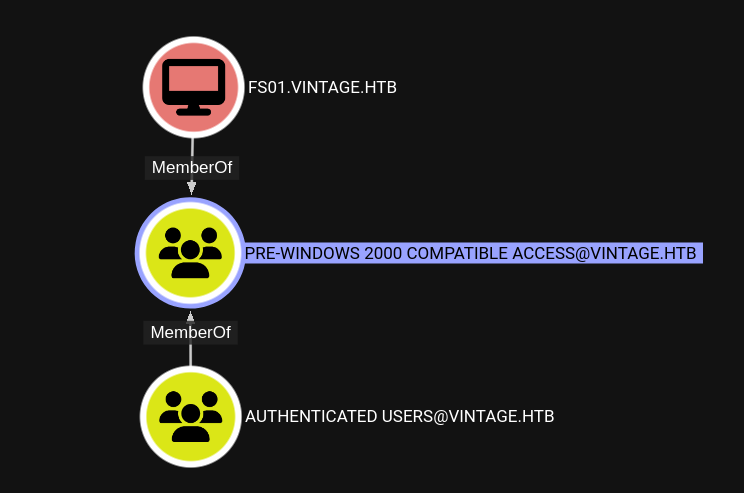 FS01.VINTAGE.HTB
MemberOf
PRE-WINDOWS 2000 COMPATIBLE ACCESS@VINTAGE.HTB
MemberOf
AUTHENTICATED USERS@VINTAGE.HTB